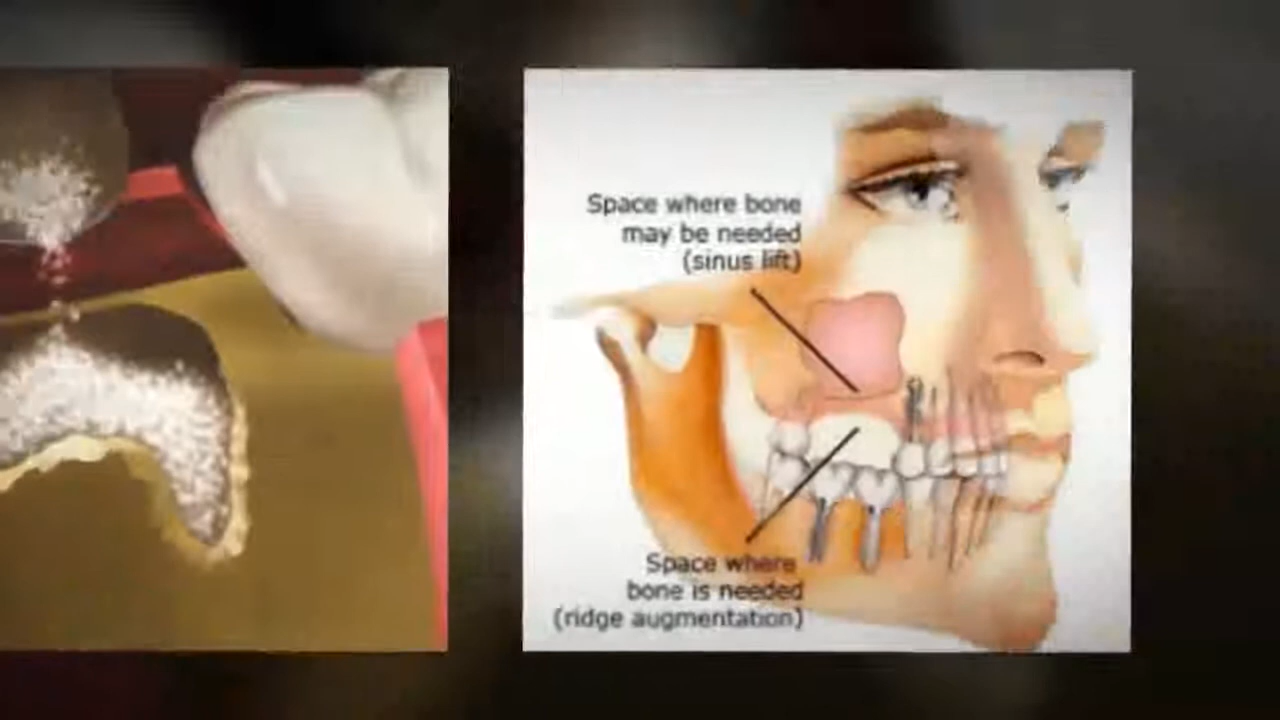 Space where bone
may be needed
(sinus lift)
Space where
bone is needed
(ridge augmentation)